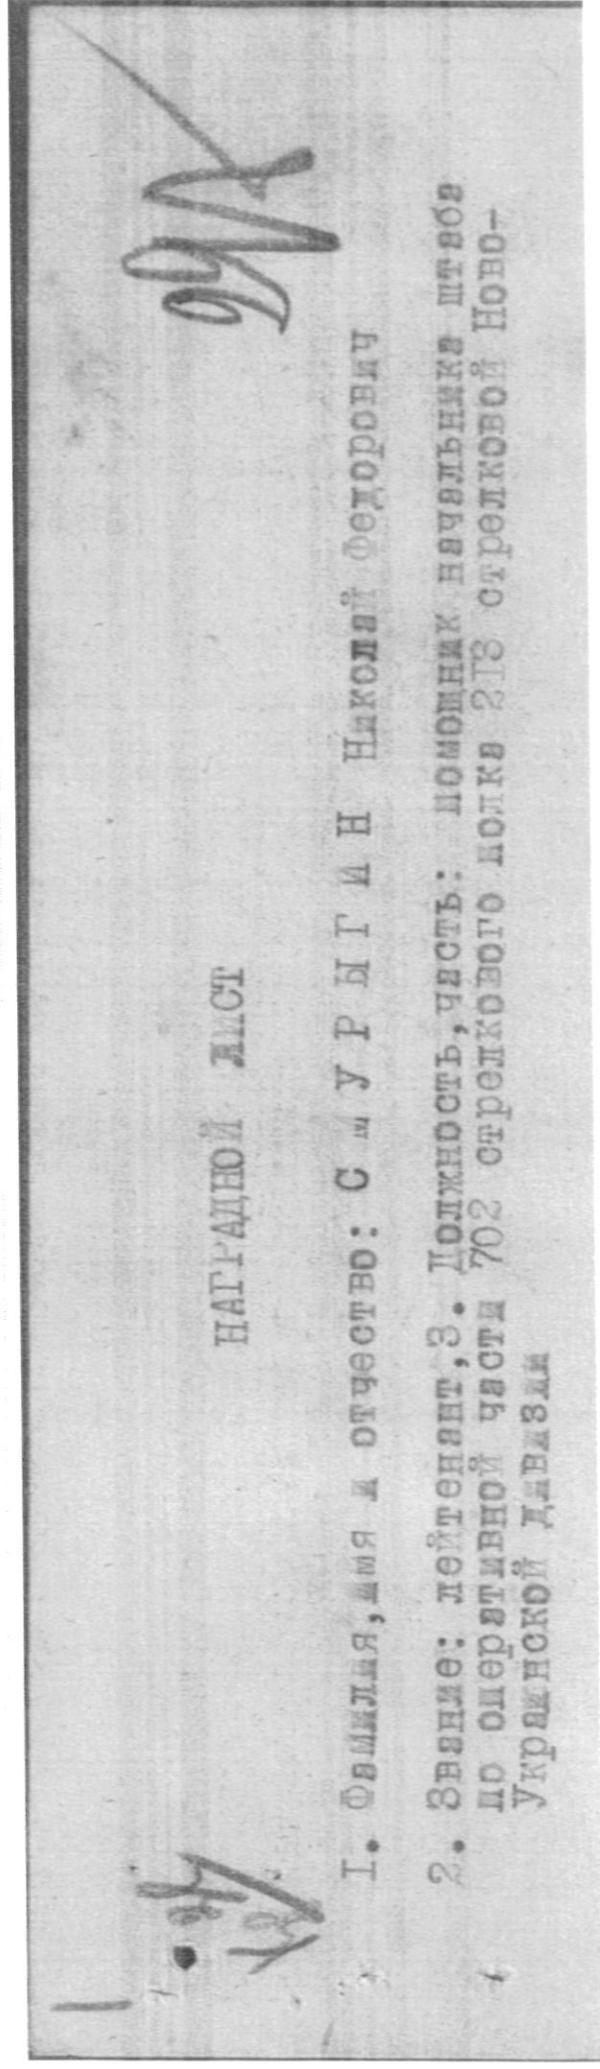 НАГРАДНОЙ ЛИСТ
1. Фамилия,имя и отчество: С М У Р Ы Г И Н Николай Федорович
2. Звание: лейтенант,3. Должность,часть: помощник начальника штаба
по оперативной части 702 стрелкового полка 213 стрелковой Ново-
Украинской дивизии